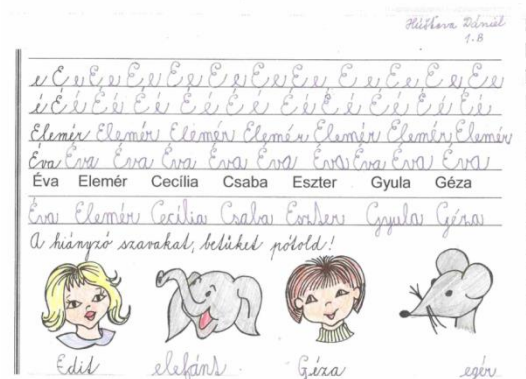 Dániel
1.B
e E e E e E e E e E e E e E e E e E e E e E e
é É é É é É é É é É é É é É é É é É é É é
Elemér Elemér Elemér Elemér Elemér Elemér Elemér
Éva Éva Éva Éva Éva Éva Éva Éva Éva Éva
Éva Elemér Cecília Csaba Eszter Gyula Géza
Éva Elemér Cecília Csaba Eszter Gyula Géza
A hiányzó szavakat, betűket pótold!
Edit elefánt Géza egér